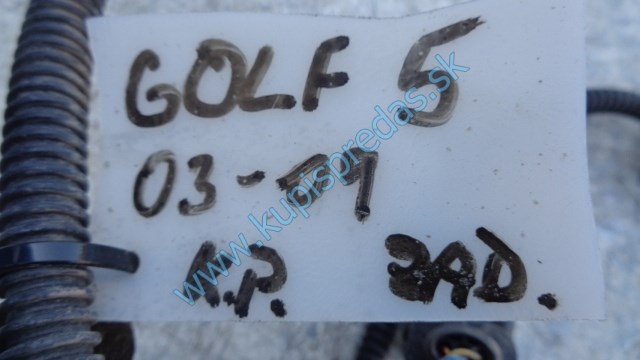 GOLF 5
03-
ZAD.
www.kupispredas.sk